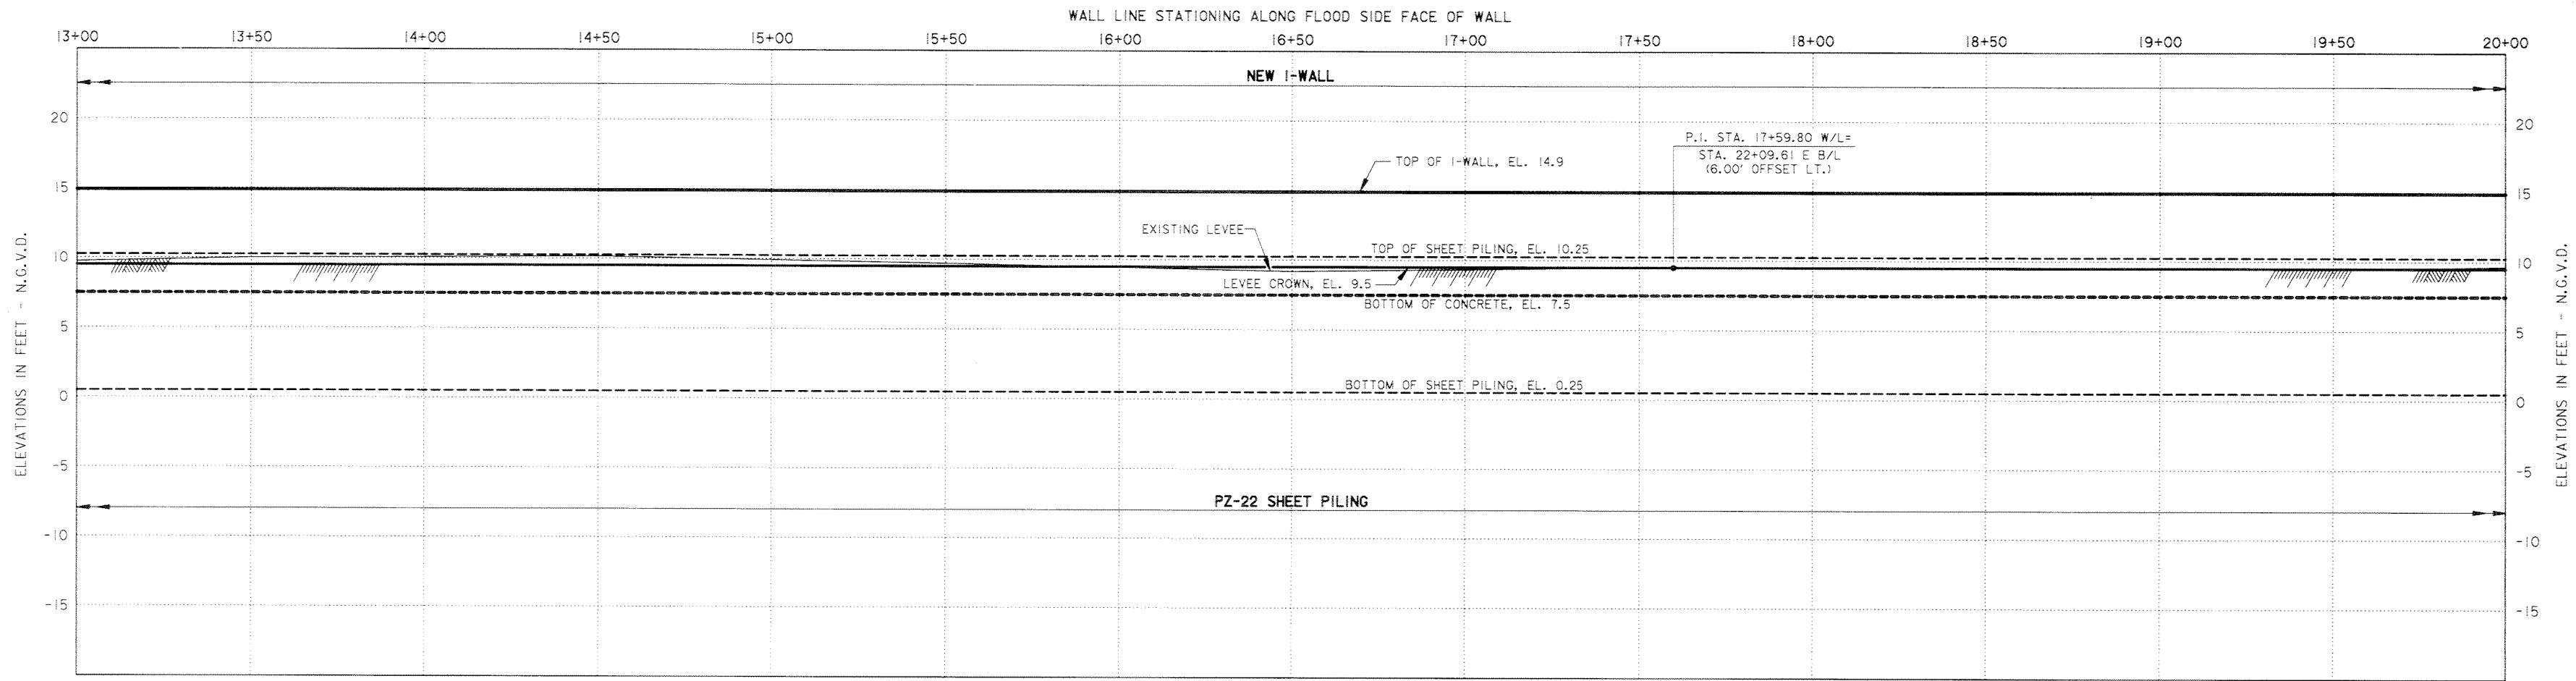 WALL LINE STATIONING ALONG FLOOD SIDE FACE OF WALL
13+00 13+50 14+00 14+50 15+00 15+50 16+00 16+50 17+00 17+50 18+00 18+50 19+00 19+50 20+00
NEW I-WALL
20 20
P.I. STA. 17+59.80 W/L=
STA. 22+09.61 E B/L
(6.00' OFFSET LT.)
TOP OF I-WALL, EL. 14.9
15 15
EXISTING LEVEE
TOP OF SHEET PILING, EL. 10.25
10 10
LEVEE CROWN, EL. 9.5
BOTTOM OF CONCRETE, EL. 7.5
5 5
BOTTOM OF SHEET PILING, EL. 0.25
0 0
-5 -5
PZ-22 SHEET PILING
-10 -10
-15 -15
ELEVATIONS IN FEET - N.G.V.D.
ELEVATIONS IN FEET - N.G.V.D.